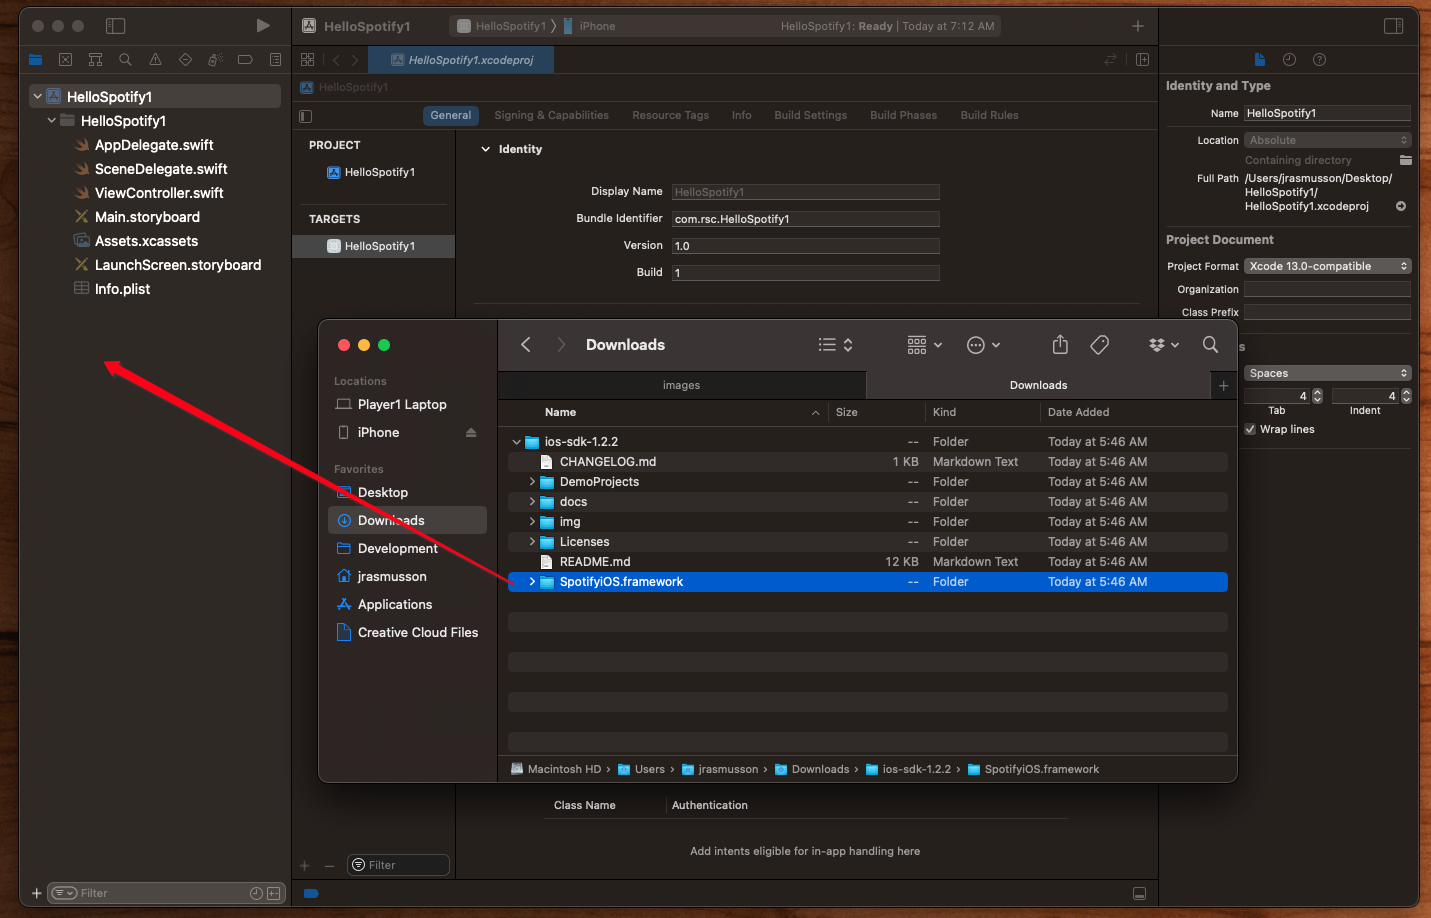 HelloSpotify1
HelloSpotify1
iPhone
HelloSpotify1: Ready | Today at 7:12 AM
HelloSpotify1.xcodeproj
HelloSpotify1
HelloSpotify1
HelloSpotify1
AppDelegate.swift
SceneDelegate.swift
ViewController.swift
Main.storyboard
Assets.xcassets
LaunchScreen.storyboard
Info.plist
Filter
General
Signing & Capabilities
Resource Tags
Info
Build Settings
Build Phases
Build Rules
PROJECT
HelloSpotify1
TARGETS
HelloSpotify1
Filter
Identity
Display Name HelloSpotify1
Bundle Identifier com.rsc.HelloSpotify1
Version 1.0
Build 1
Class Name Authentication
Add intents eligible for in-app handling here
Identity and Type
Name HelloSpotify1
Location Absolute
Containing directory
Full Path /Users/jrasmusson/Desktop/
HelloSpotify1/
HelloSpotify1.xcodeproj
Project Document
Project Format Xcode 13.0-compatible
Organization
Class Prefix
s
Spaces
4 4
Tab Indent
Wrap lines
Downloads
Locations
Player1 Laptop
iPhone
Favorites
Desktop
Downloads
Development
jrasmusson
Applications
Creative Cloud Files
images
Downloads
Name Size Kind Date Added
ios-sdk-1.2.2 -- Folder Today at 5:46 AM
CHANGELOG.md 1 KB Markdown Text Today at 5:46 AM
DemoProjects -- Folder Today at 5:46 AM
docs -- Folder Today at 5:46 AM
img -- Folder Today at 5:46 AM
Licenses -- Folder Today at 5:46 AM
README.md 12 KB Markdown Text Today at 5:46 AM
SpotifyiOS.framework -- Folder Today at 5:46 AM
Macintosh HD › Users › jrasmusson › Downloads › ios-sdk-1.2.2 › SpotifyiOS.framework